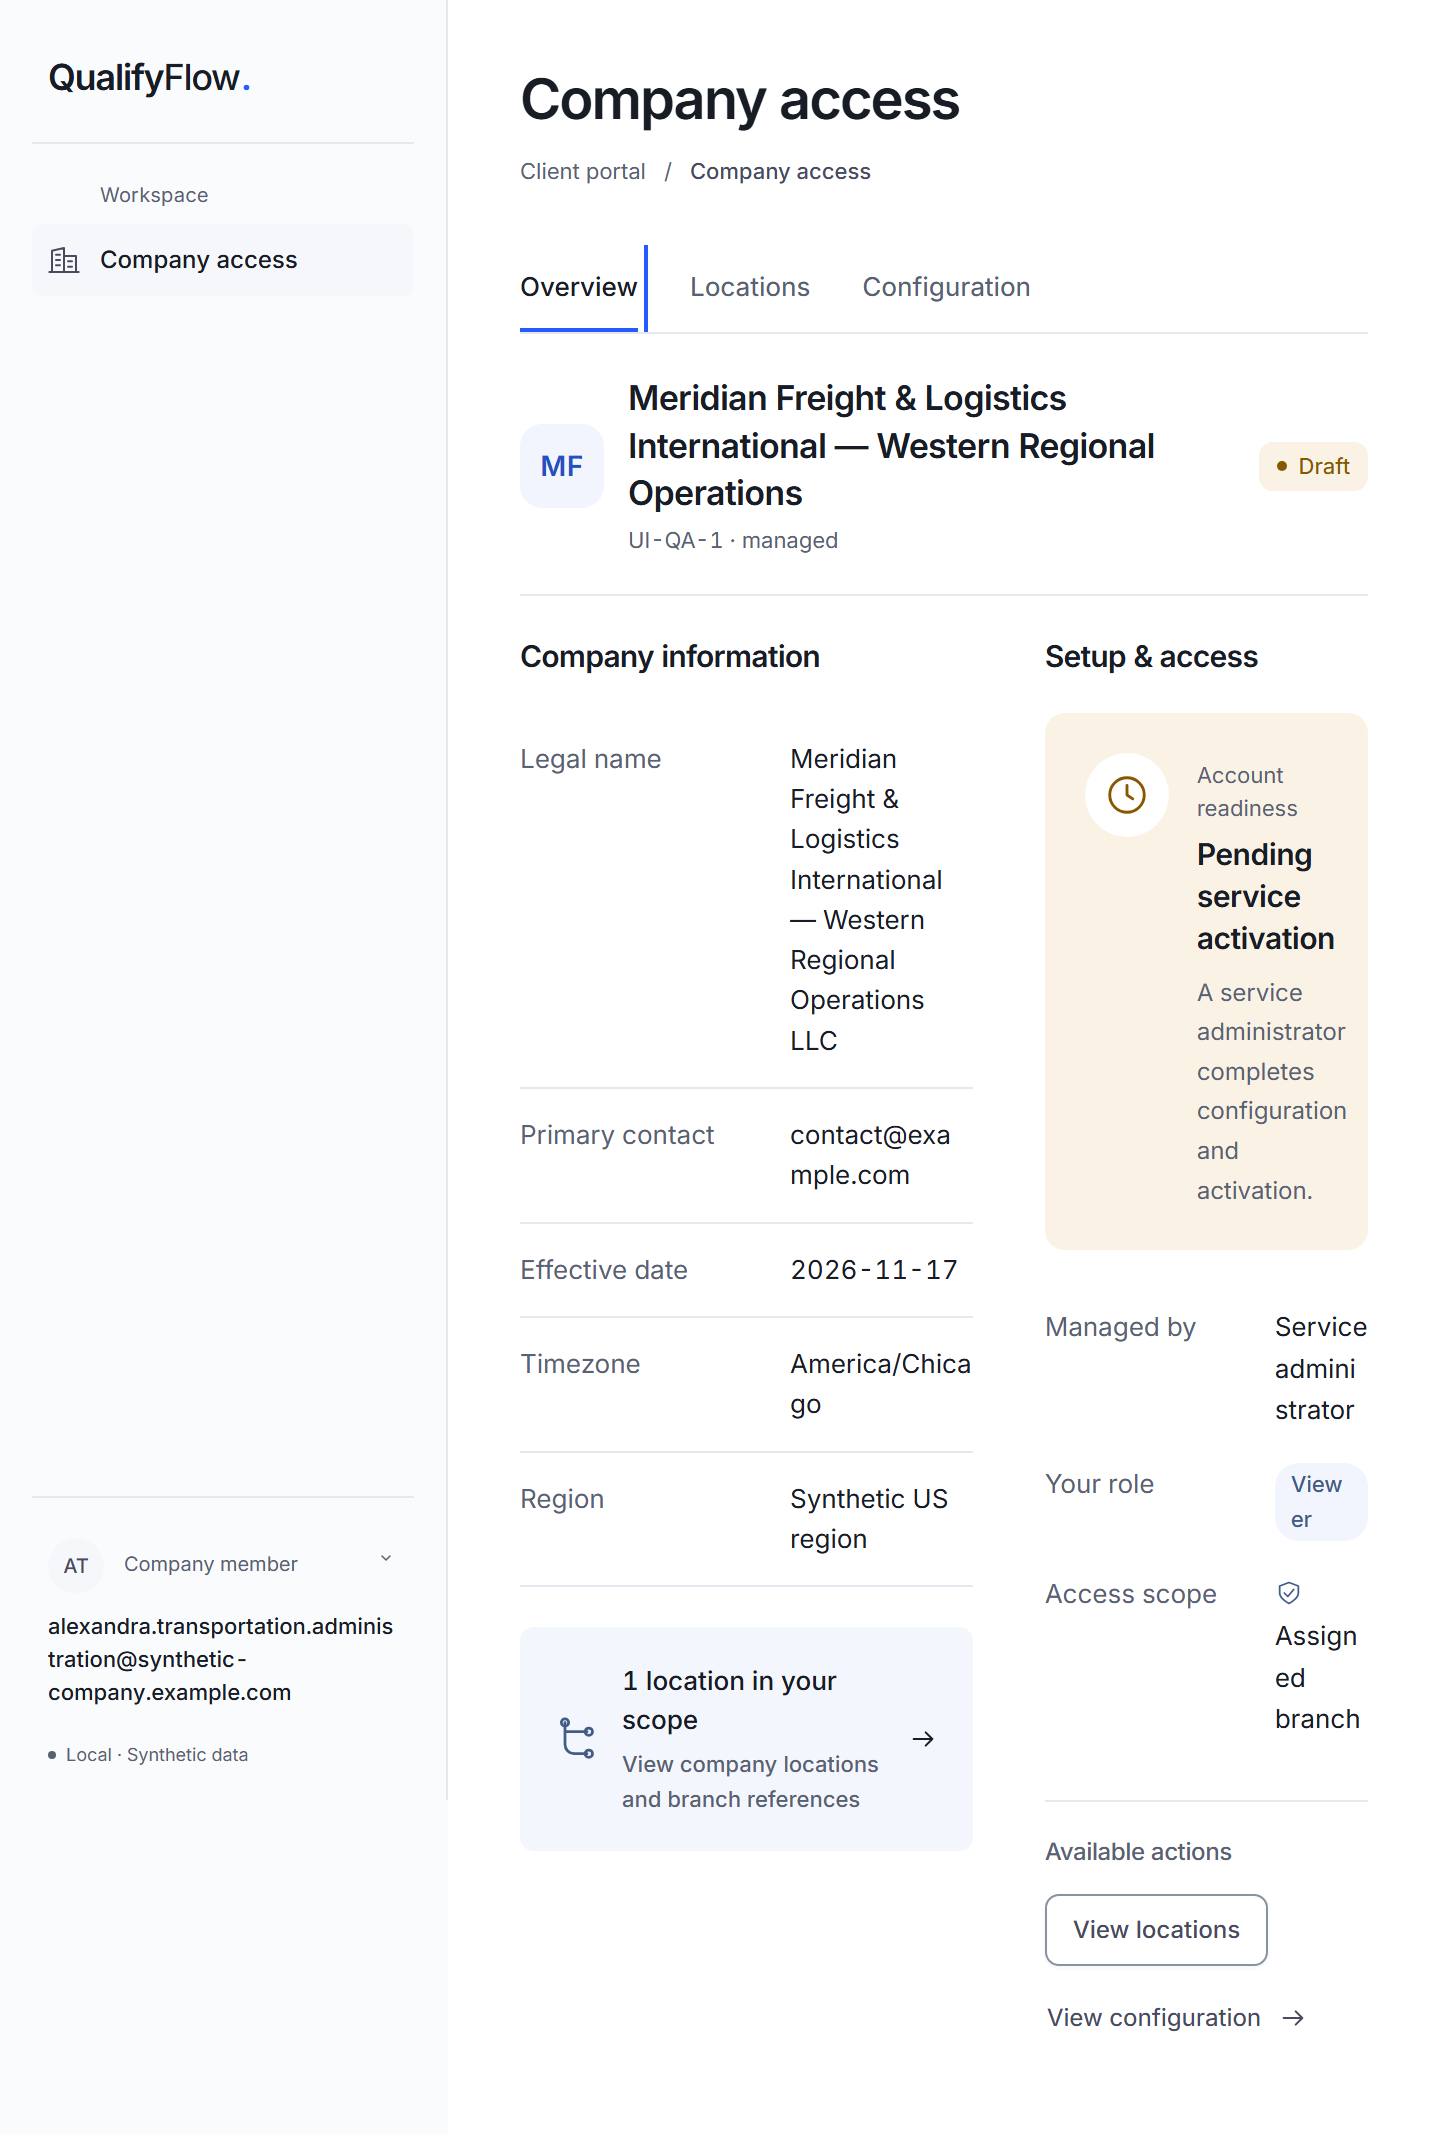 QualifyFlow.
Workspace
Company access
AT
Company member
alexandra.transportation.adminis
tration@synthetic-
company.example.com
Local · Synthetic data
Company access
Client portal / Company access
Overview
Locations
Configuration
MF
Meridian Freight & Logistics
International — Western Regional
Operations
UI-QA-1 · managed
Draft
Company information
Legal name
Meridian
Freight &
Logistics
International
— Western
Regional
Operations
LLC
Primary contact
contact@exa
mple.com
Effective date
2026-11-17
Timezone
America/Chica
go
Region
Synthetic US
region
1 location in your
scope
View company locations
and branch references
Setup & access
Account
readiness
Pending
service
activation
A service
administrator
completes
configuration
and
activation.
Managed by
Service
admini
strator
Your role
View
er
Access scope
Assign
ed
branch
Available actions
View locations
View configuration